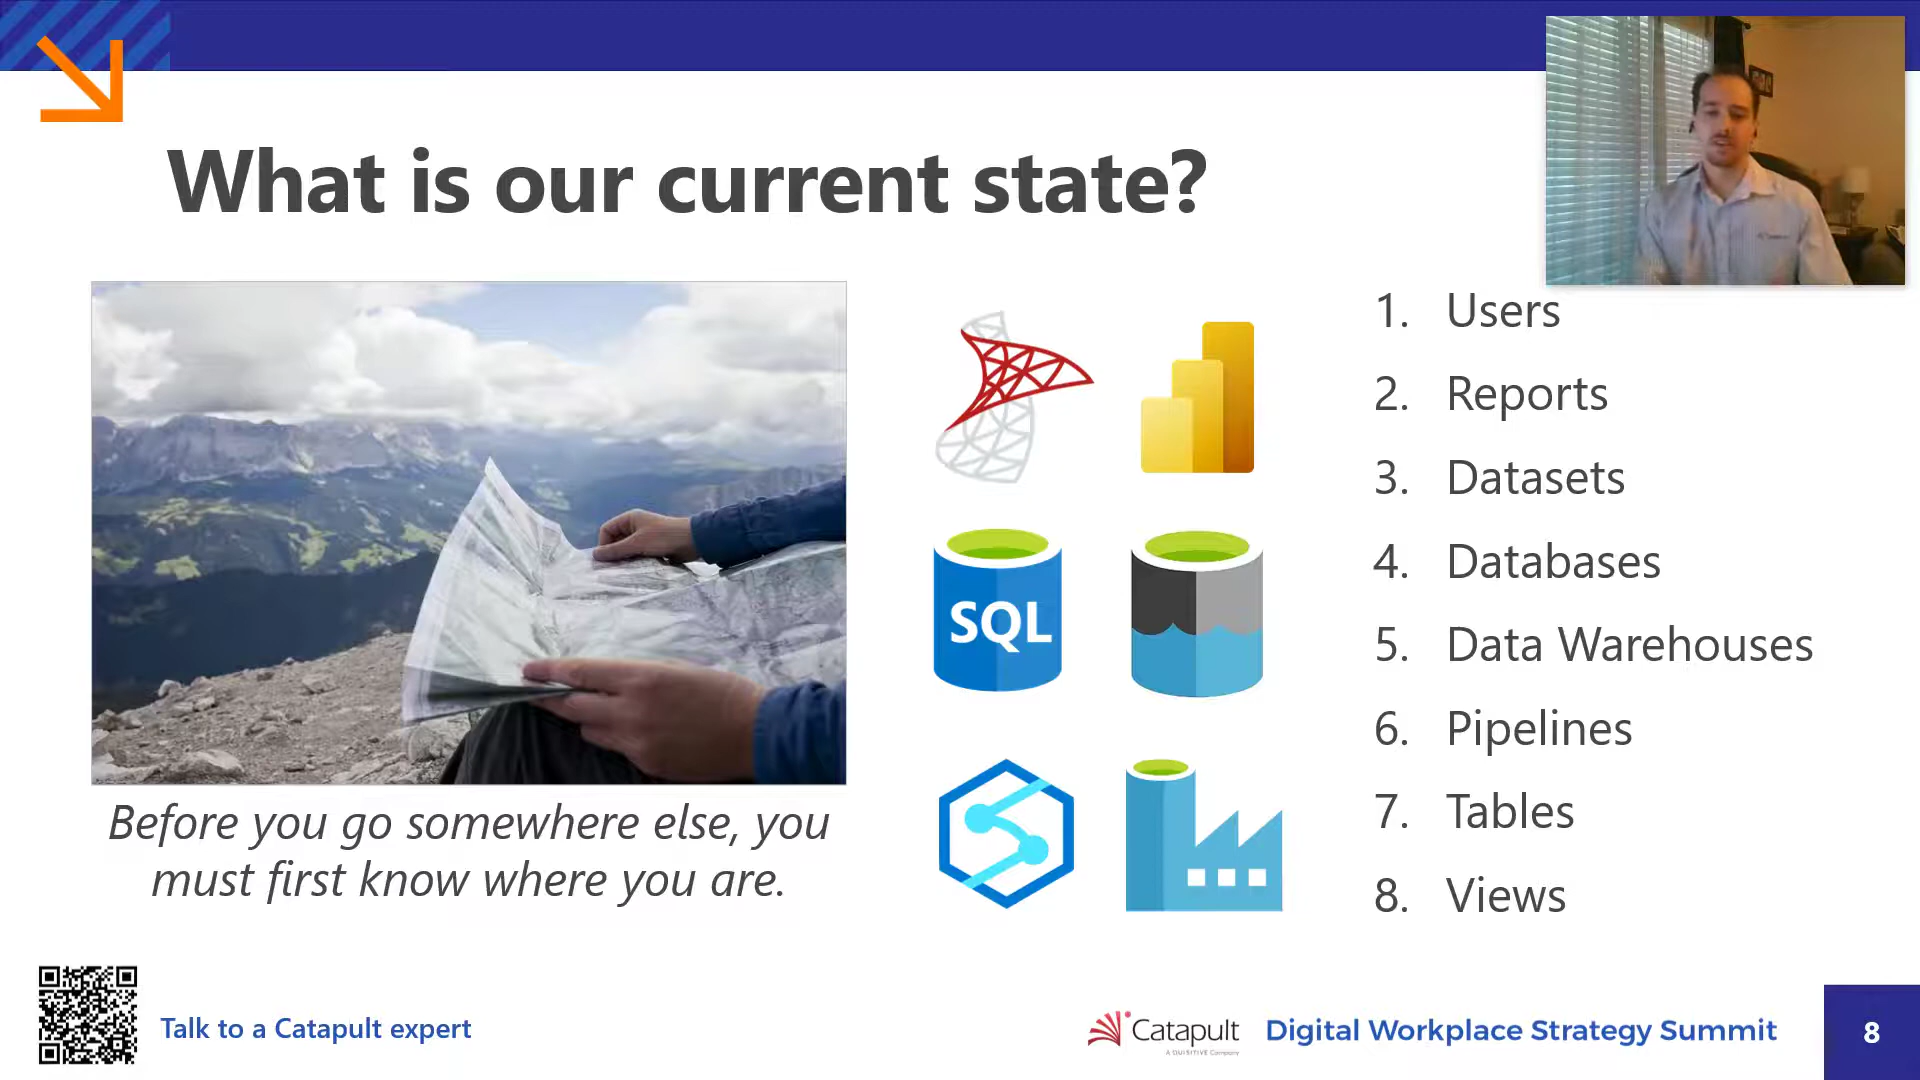 What is our current state?
1. Users
2. Reports
3. Datasets
4. Databases
5. Data Warehouses
6. Pipelines
7. Tables
8. Views
SQL
Before you go somewhere else, you
must first know where you are.
Talk to a Catapult expert
Catapult
A QUISITIVE Company
Digital Workplace Strategy Summit
8